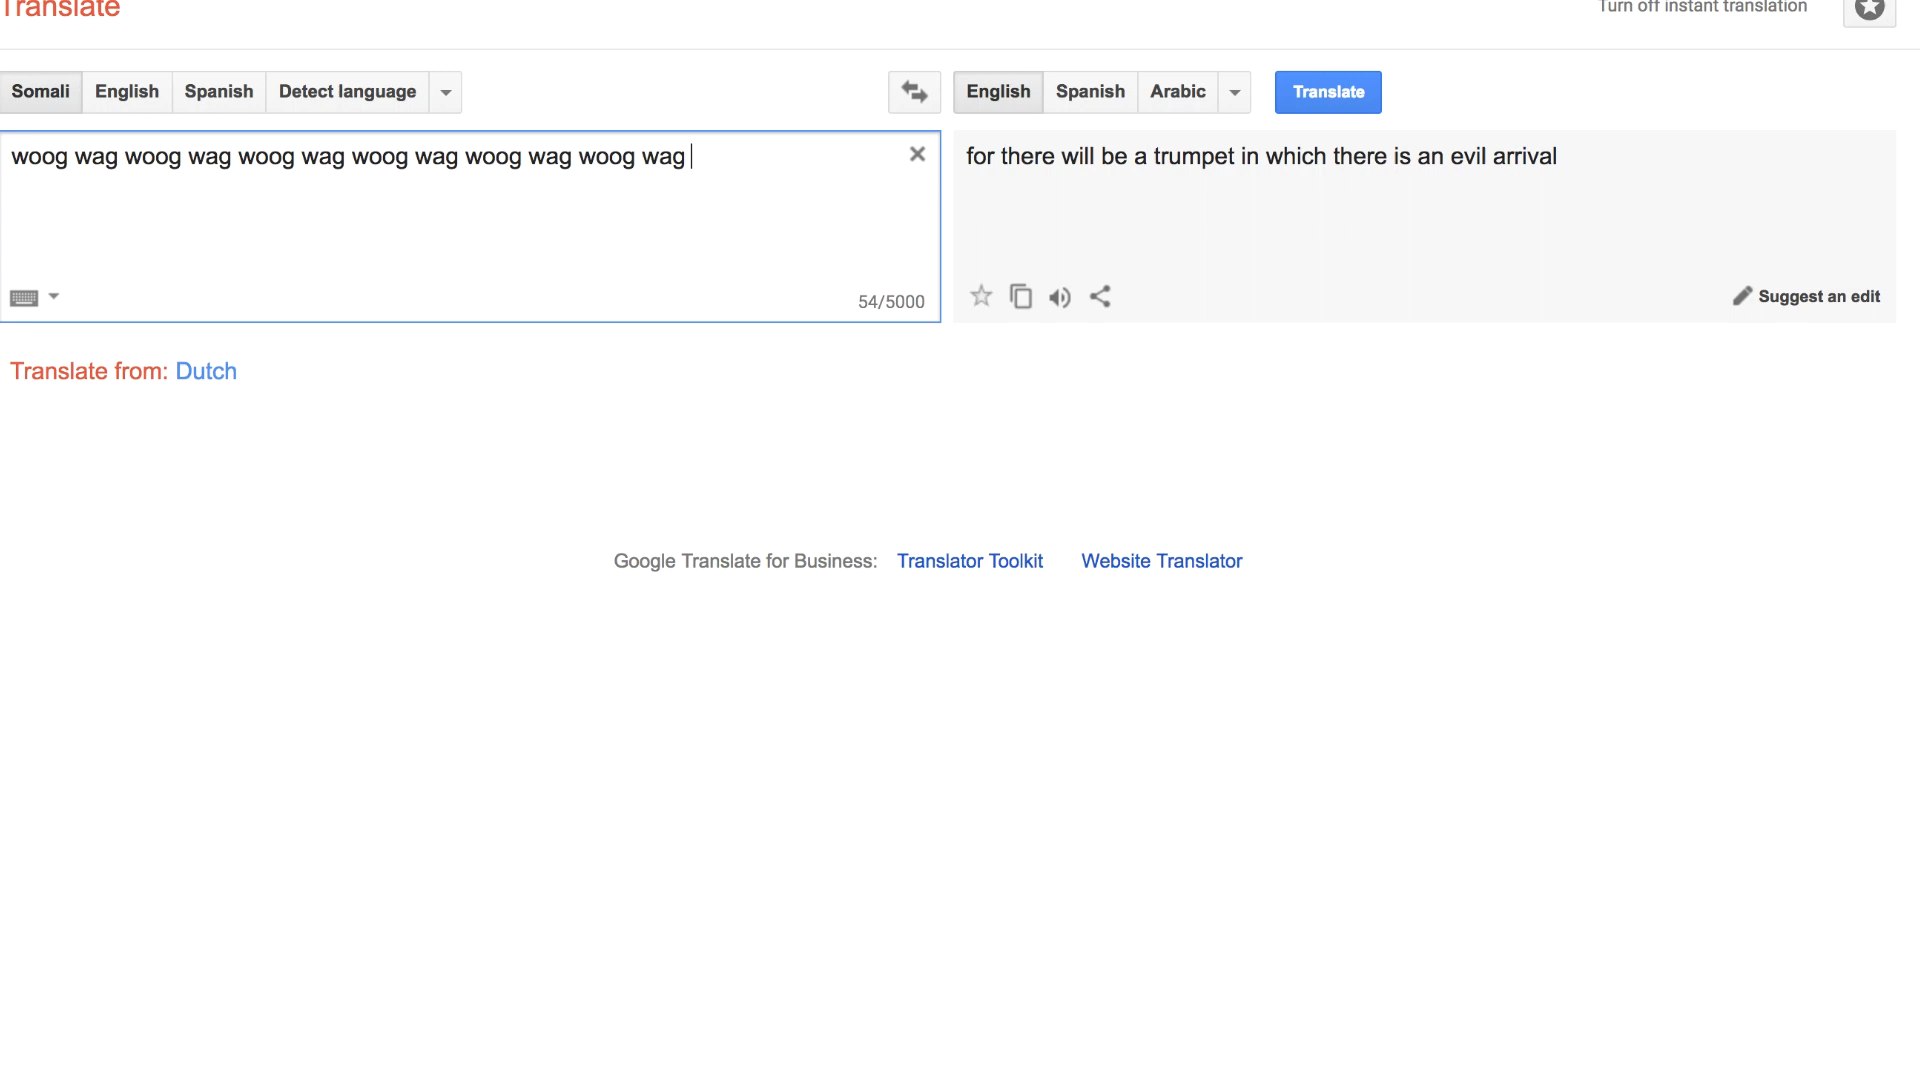 Translate
Turn off instant translation
Somali English Spanish Detect language
English Spanish Arabic Translate
woog wag woog wag woog wag woog wag woog wag woog wag
for there will be a trumpet in which there is an evil arrival
54/5000
Suggest an edit
Translate from: Dutch
Google Translate for Business: Translator Toolkit Website Translator